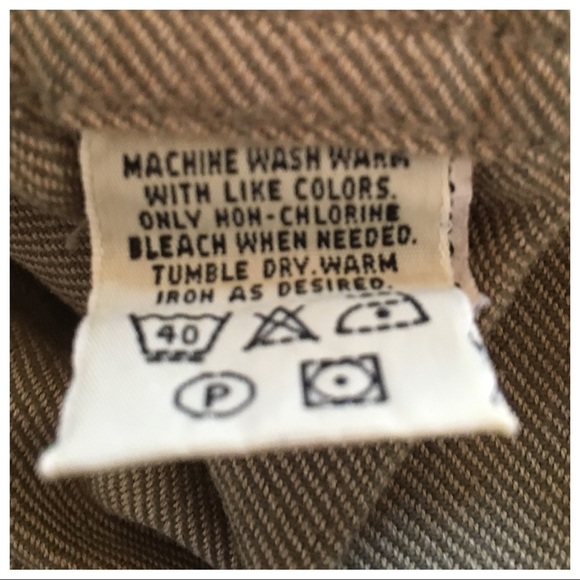 MACHINE WASH WARM
WITH LIKE COLORS.
ONLY NON-CHLORINE
BLEACH WHEN NEEDED.
TUMBLE DRY.WARM
IRON AS DESIRED.
40
P